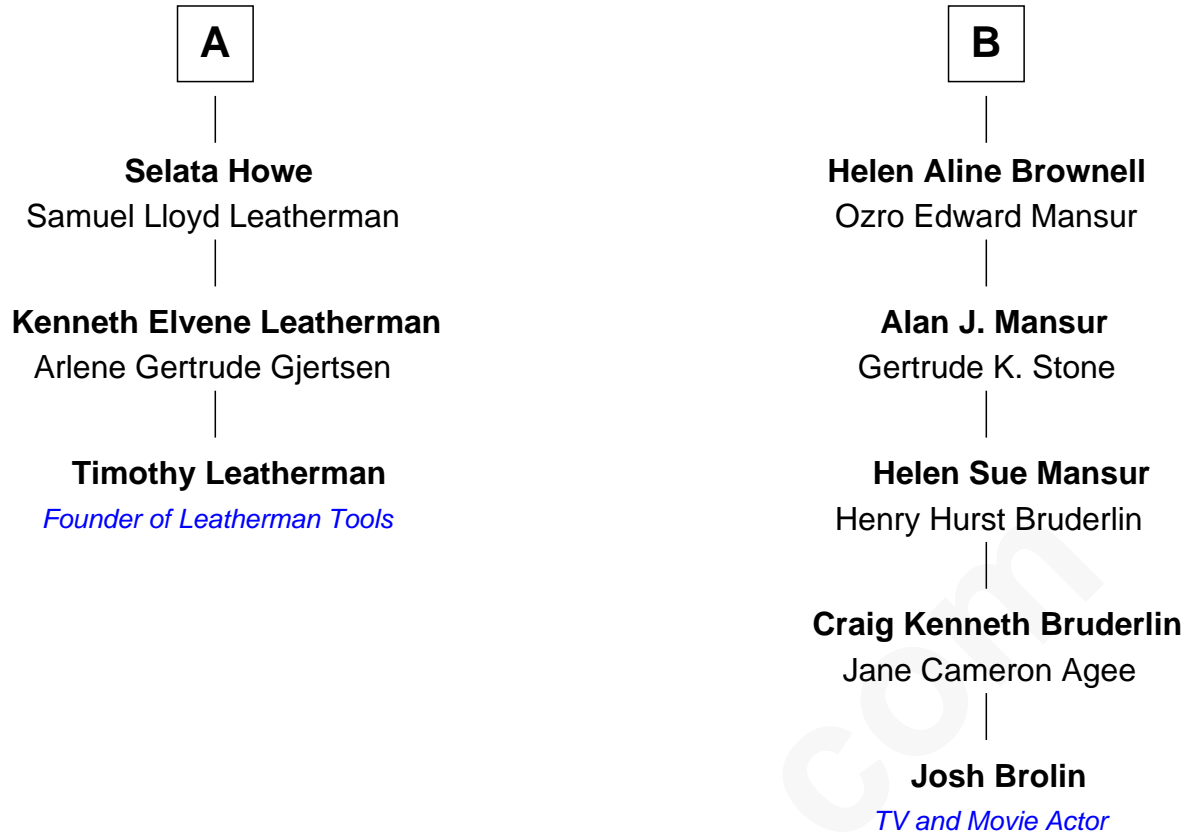 A
Selata Howe
Samuel Lloyd Leatherman
Kenneth Elvene Leatherman
Arlene Gertrude Gjertsen
Timothy Leatherman
Founder of Leatherman Tools
B
Helen Aline Brownell
Ozro Edward Mansur
Alan J. Mansur
Gertrude K. Stone
Helen Sue Mansur
Henry Hurst Bruderlin
Craig Kenneth Bruderlin
Jane Cameron Agee
Josh Brolin
TV and Movie Actor
com